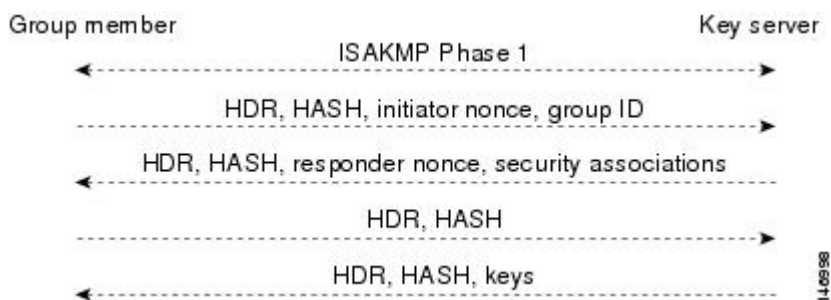 Group member
Key server
ISAKMP Phase 1
HDR, HASH, initiator nonce, group ID
HDR, HASH, responder nonce, security associations
HDR, HASH
HDR, HASH, keys
146998